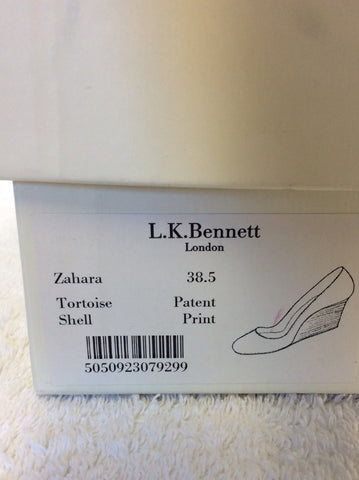 L.K.Bennett
London
Zahara 38.5
Tortoise Patent
Shell Print
5050923079299